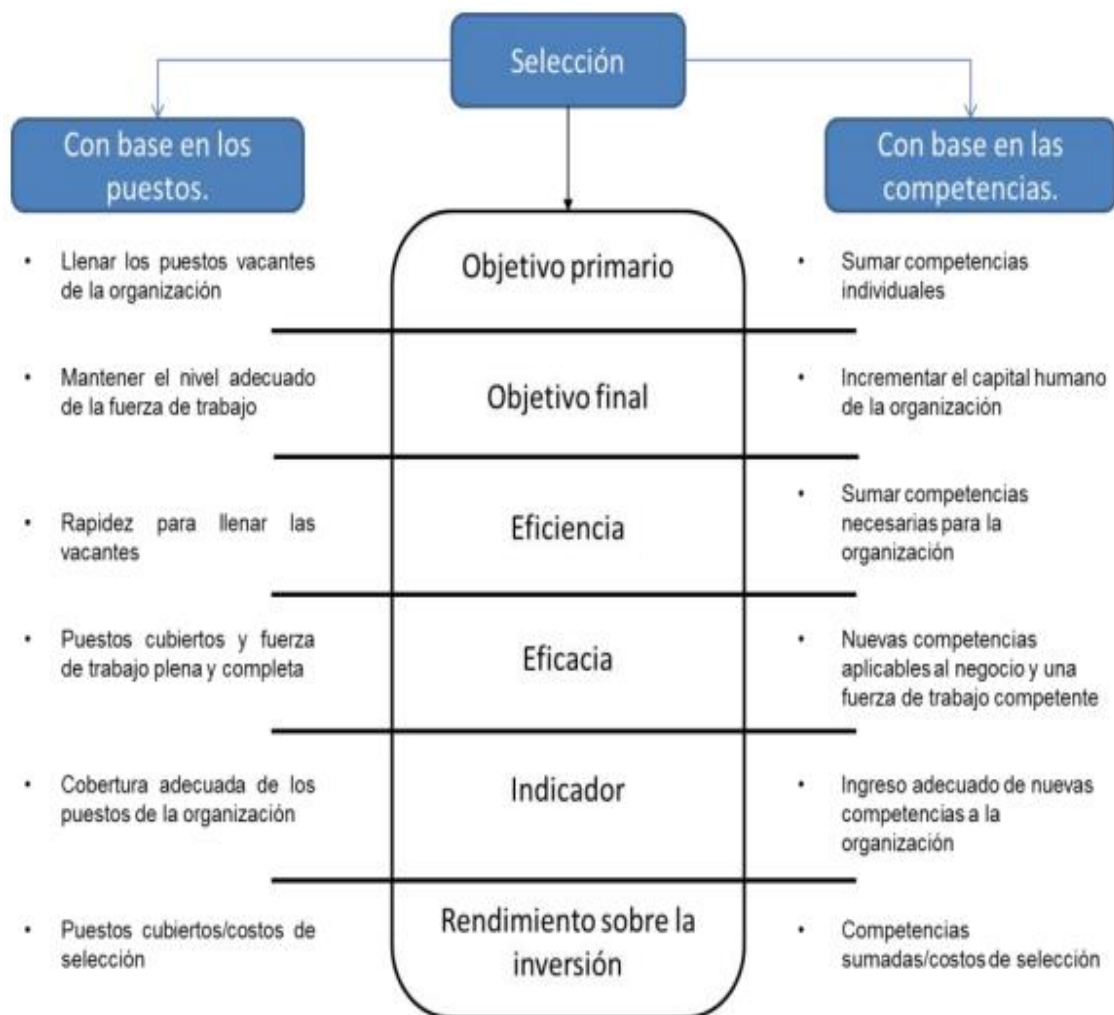 Selección
Con base en los
puestos.
Con base en las
competencias.
Objetivo primario
• Llenar los puestos vacantes
de la organización
• Sumar competencias
individuales
Objetivo final
• Mantener el nivel adecuado
de la fuerza de trabajo
• Incrementar el capital humano
de la organización
Eficiencia
• Rapidez para llenar las
vacantes
• Sumar competencias
necesarias para la
organización
Eficacia
• Puestos cubiertos y fuerza
de trabajo plena y completa
• Nuevas competencias
aplicables al negocio y una
fuerza de trabajo competente
Indicador
• Cobertura adecuada de los
puestos de la organización
• Ingreso adecuado de nuevas
competencias a la
organización
Rendimiento sobre la
inversión
• Puestos cubiertos/costos de
selección
• Competencias
sumadas/costos de selección